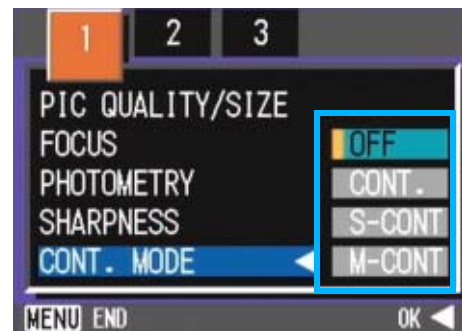 1 2 3
PIC QUALITY/SIZE
FOCUS OFF
PHOTOMETRY CONT.
SHARPNESS S-CONT
CONT. MODE M-CONT
MENU END OK